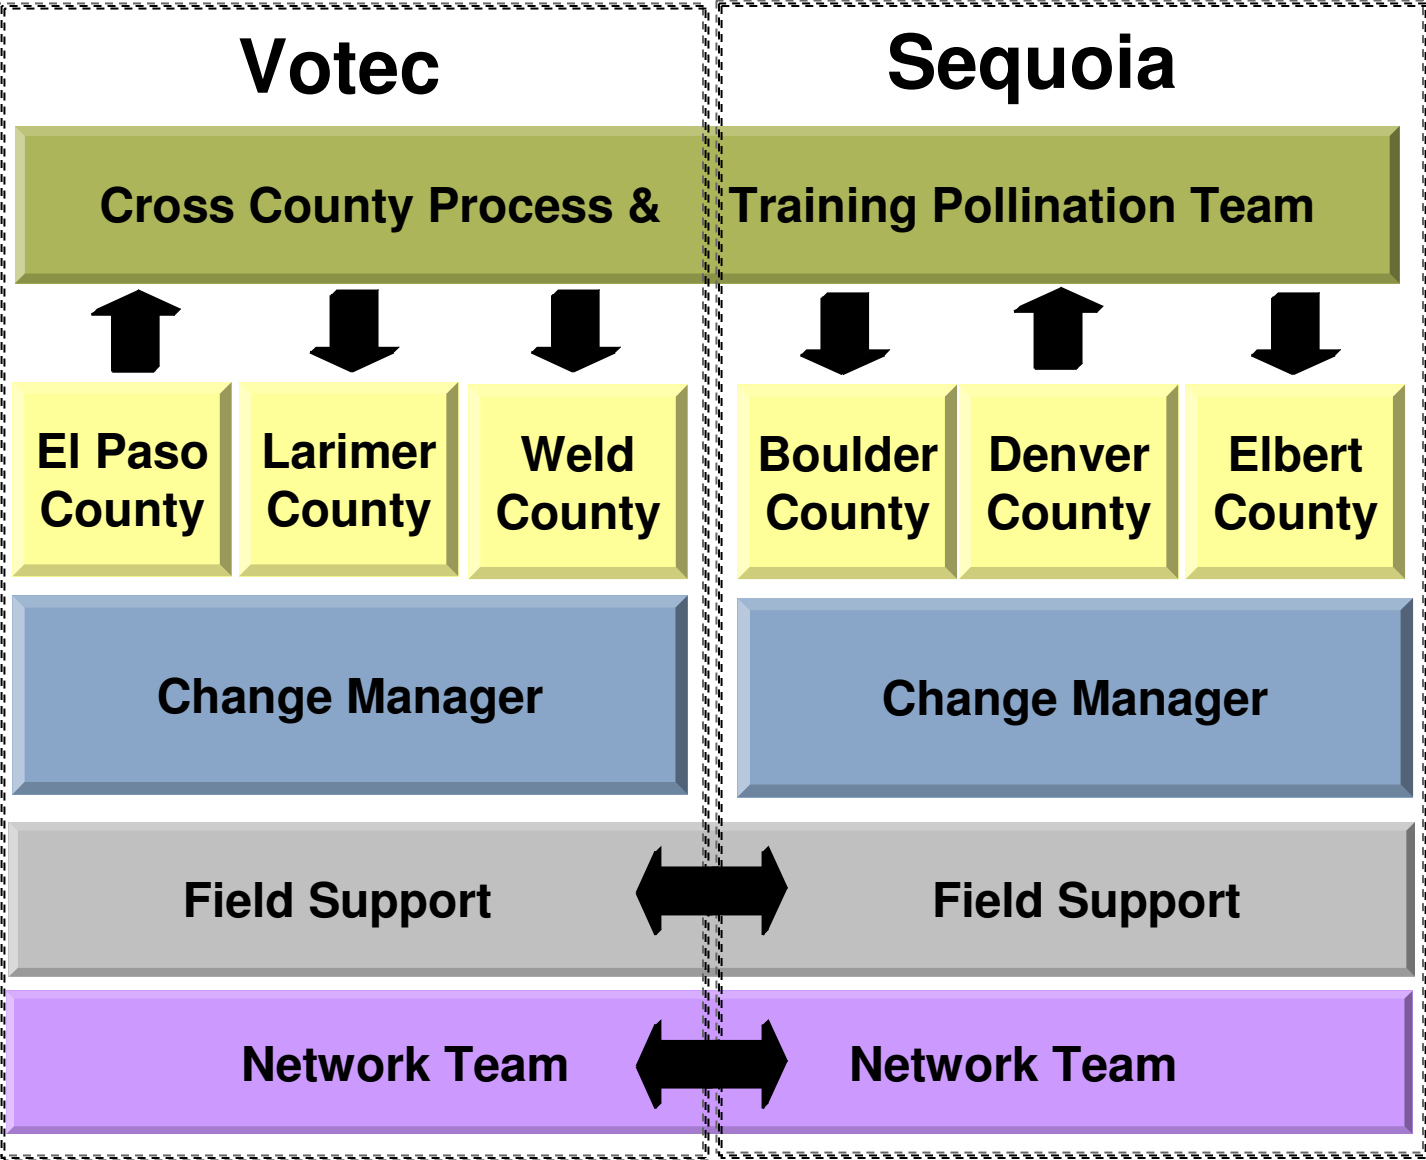 Votec
Sequoia
Cross County Process & Training Pollination Team
El Paso
County
Larimer
County
Weld
County
Boulder
County
Denver
County
Elbert
County
Change Manager
Change Manager
Field Support
Field Support
Network Team
Network Team